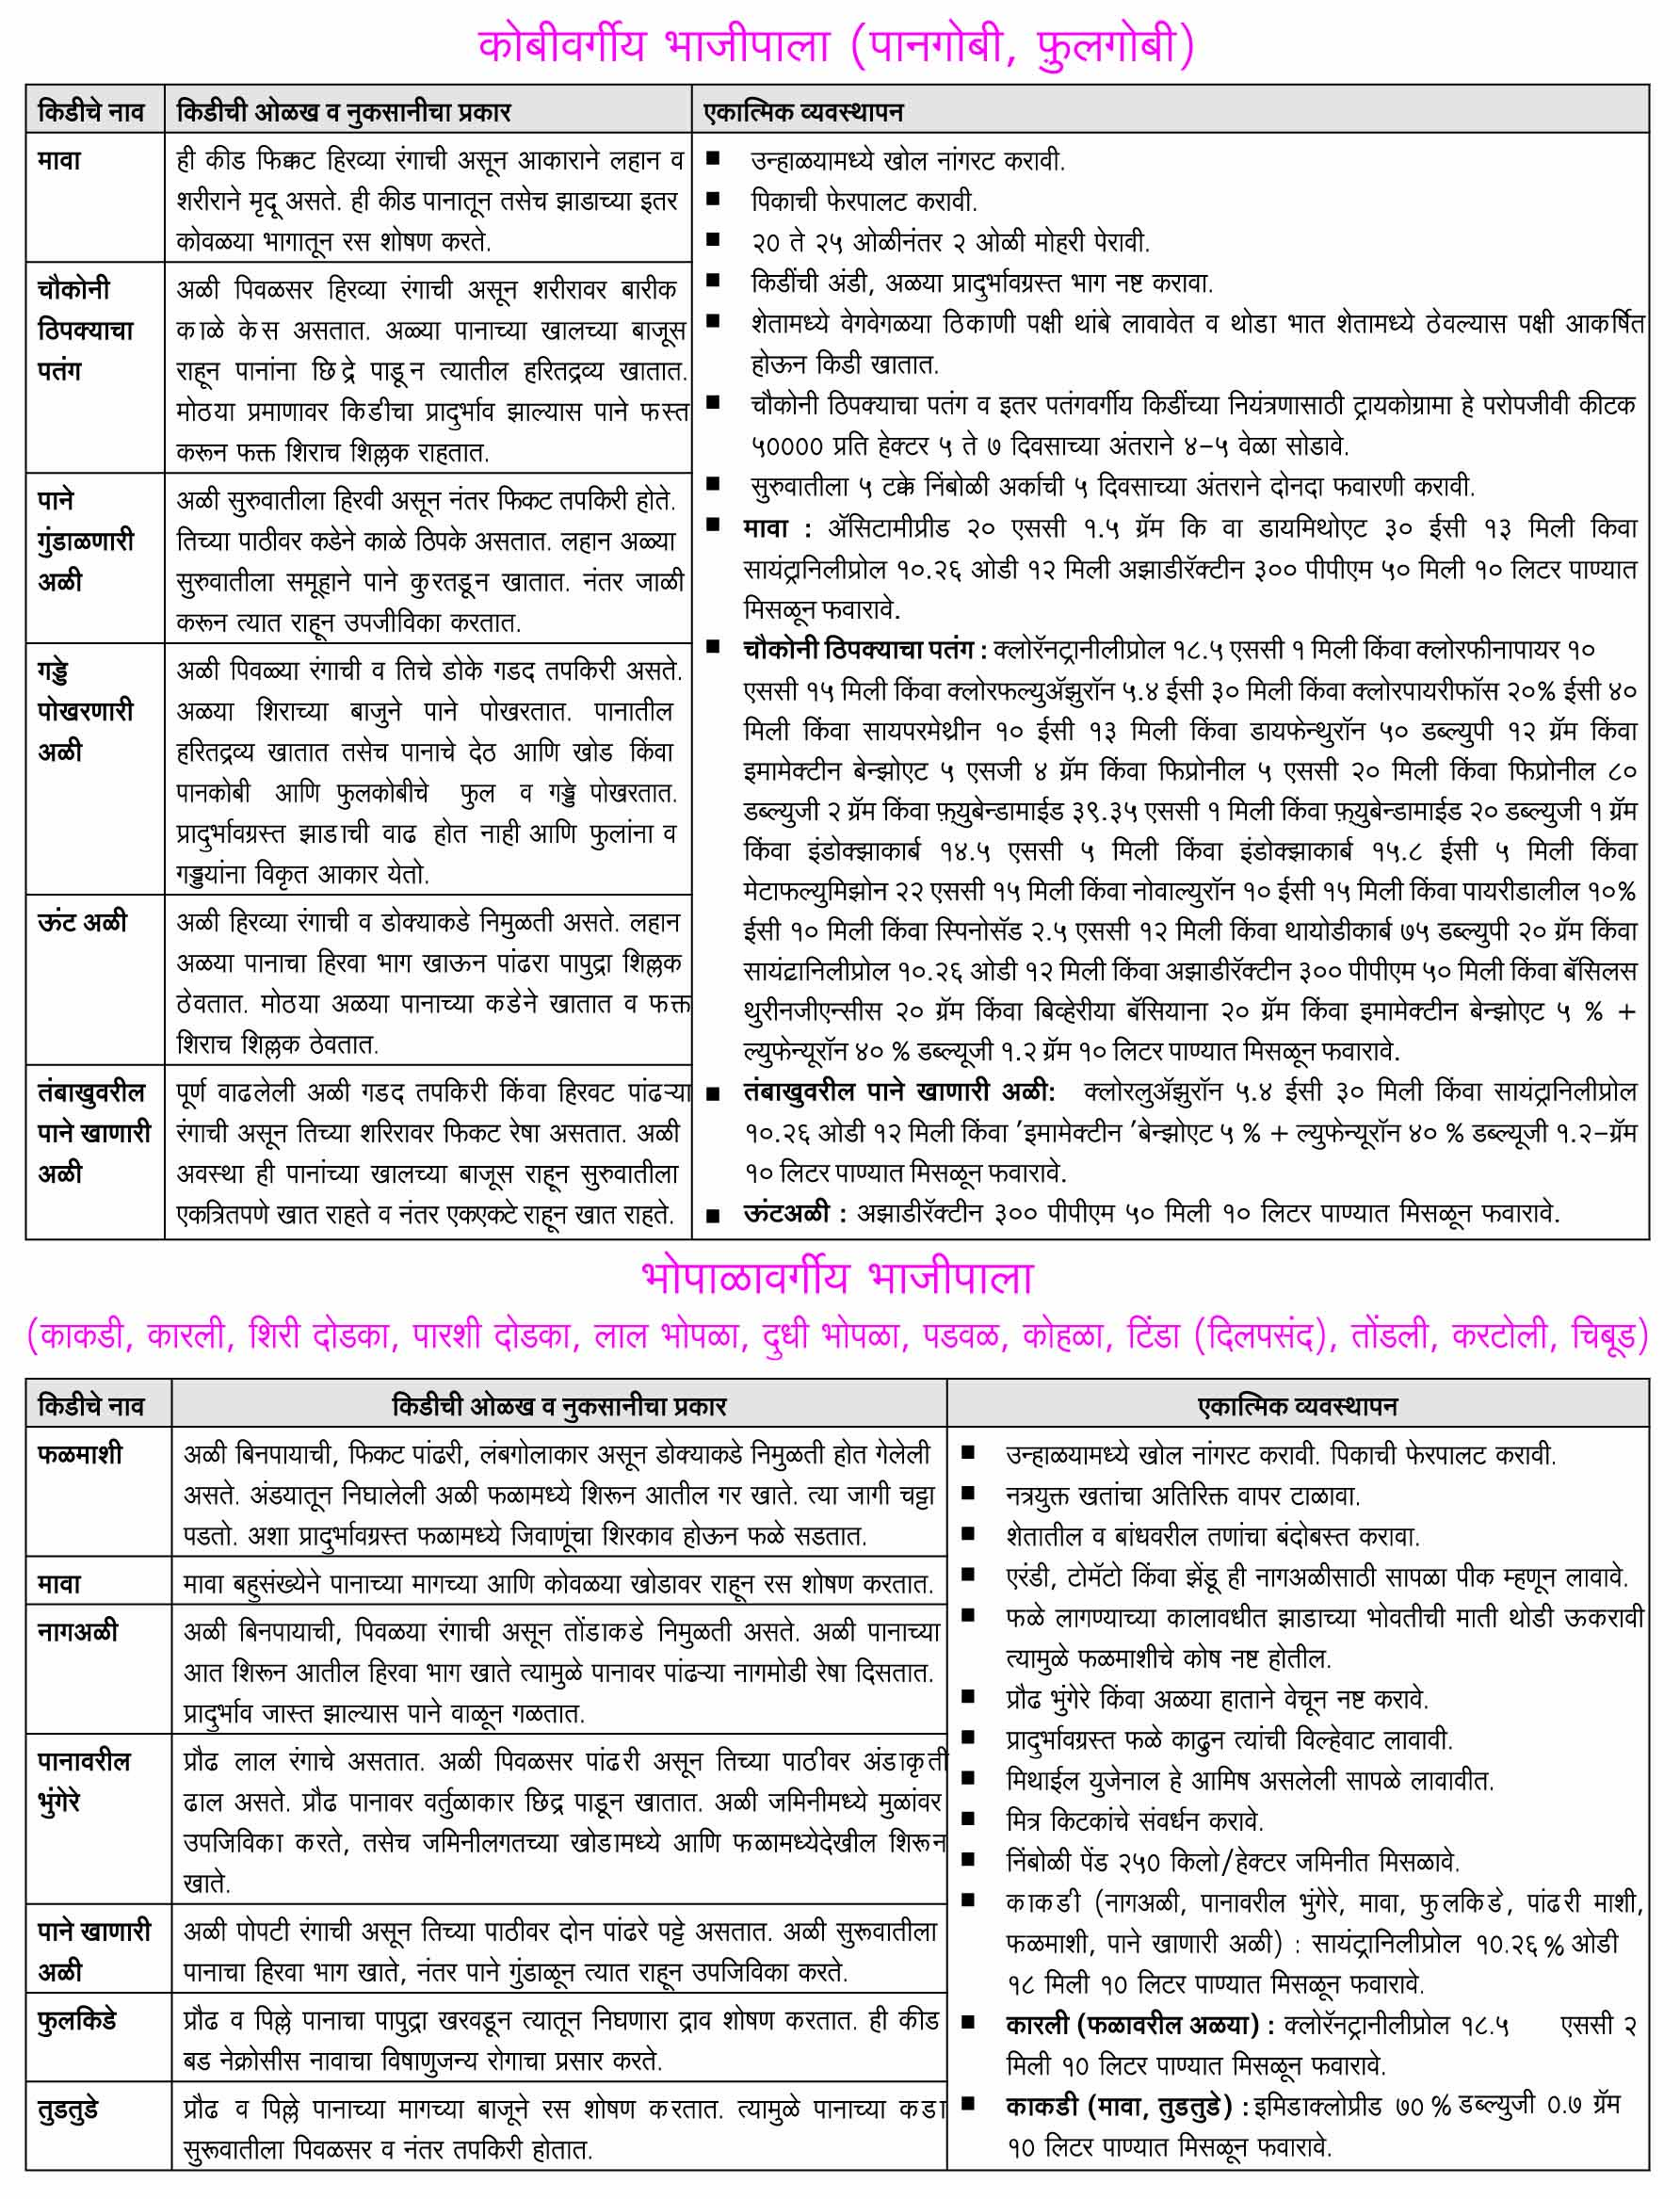 कोबीवर्गीय भाजीपाला (पानगोबी, फुलगोबी)
किडीचे नाव
किडीची ओळख व नुकसानीचा प्रकार
एकात्मिक व्यवस्थापन
मावा
ही कीड फिक्कट हिरव्या रंगाची असून आकाराने लहान व
शरीराने मृदू असते. ही कीड पानातून तसेच झाडाच्या इतर
कोवळया भागातून रस शोषण करते.
चौकोनी
ठिपक्याचा
पतंग
अळी पिवळसर हिरव्या रंगाची असून शरीरावर बारीक
काळे केस असतात. अळ्या पानाच्या खालच्या बाजूस
राहून पानांना छिद्रे पाडून त्यातील हरितद्रव्य खातात.
मोठया प्रमाणावर किडीचा प्रादुर्भाव झाल्यास पाने फस्त
करून फक्त शिराच शिल्लक राहतात.
पाने
गुंडाळणारी
अळी
अळी सुरुवातीला हिरवी असून नंतर फिकट तपकिरी होते.
तिच्या पाठीवर कडेने काळे ठिपके असतात. लहान अळ्या
सुरुवातीला समूहाने पाने कुरतडून खातात. नंतर जाळी
करून त्यात राहून उपजीविका करतात.
गड्डे
पोखरणारी
अळी
अळी पिवळ्या रंगाची व तिचे डोके गडद तपकिरी असते.
अळया शिराच्या बाजुने पाने पोखरतात. पानातील
हरितद्रव्य खातात तसेच पानाचे देठ आणि खोड किंवा
पानकोबी आणि फुलकोबीचे फुल व गड्डे पोखरतात.
प्रादुर्भावग्रस्त झाडाची वाढ होत नाही आणि फुलांना व
गड्डयांना विकृत आकार येतो.
ऊंट अळी
अळी हिरव्या रंगाची व डोक्याकडे निमुळती असते. लहान
अळया पानाचा हिरवा भाग खाऊन पांढरा पापुद्रा शिल्लक
ठेवतात. मोठया अळया पानाच्या कडेने खातात व फक्त
शिराच शिल्लक ठेवतात.
तंबाखुवरील
पाने खाणारी
अळी
पूर्ण वाढलेली अळी गडद तपकिरी किंवा हिरवट पांढऱ्या
रंगाची असून तिच्या शरिरावर फिकट रेषा असतात. अळी
अवस्था ही पानांच्या खालच्या बाजूस राहून सुरुवातीला
एकत्रितपणे खात राहते व नंतर एकएकटे राहून खात राहते.
■ उन्हाळयामध्ये खोल नांगरट करावी.
■ पिकाची फेरपालट करावी.
■ २० ते २५ ओळीनंतर २ ओळी मोहरी पेरावी.
■ किडींची अंडी, अळया प्रादुर्भावग्रस्त भाग नष्ट करावा.
■ शेतामध्ये वेगवेगळया ठिकाणी पक्षी थांबे लावावेत व थोडा भात शेतामध्ये ठेवल्यास पक्षी आकर्षित
होऊन किडी खातात.
■ चौकोनी ठिपक्याचा पतंग व इतर पतंगवर्गीय किडींच्या नियंत्रणासाठी ट्रायकोग्रामा हे परोपजीवी कीटक
५०००० प्रति हेक्टर ५ ते ७ दिवसाच्या अंतराने ४–५ वेळा सोडावे.
■ सुरुवातीला ५ टक्के निंबोळी अर्काची ५ दिवसाच्या अंतराने दोनदा फवारणी करावी.
■ मावा : ॲसिटामीप्रीड २० एससी १.५ ग्रॅम कि वा डायमिथोएट ३० ईसी १३ मिली किवा
सायंट्रानिलीप्रोल १०.२६ ओडी १२ मिली अझाडीरॅक्टीन ३०० पीपीएम ५० मिली १० लिटर पाण्यात
मिसळून फवारावे.
■ चौकोनी ठिपक्याचा पतंग : क्लोरॅनट्रानीलीप्रोल १८.५ एससी १ मिली किंवा क्लोरफीनापायर १०
एससी १५ मिली किंवा क्लोरफल्युॲझुरॉन ५.४ ईसी ३० मिली किंवा क्लोरपायरीफॉस २०% ईसी ४०
मिली किंवा सायपरमेथ्रीन १० ईसी १३ मिली किंवा डायफेन्थुरॉन ५० डब्ल्युपी १२ ग्रॅम किंवा
इमामेक्टीन बेन्झोएट ५ एसजी ४ ग्रॅम किंवा फिप्रोनील ५ एससी २० मिली किंवा फिप्रोनील ८०
डब्ल्युजी २ ग्रॅम किंवा फ़्युबेन्डामाईड ३९.३५ एससी १ मिली किंवा फ़्युबेन्डामाईड २० डब्ल्युजी १ ग्रॅम
किंवा इंडोक्झाकार्ब १४.५ एससी ५ मिली किंवा इंडोक्झाकार्ब १५.८ ईसी ५ मिली किंवा
मेटाफल्युमिझोन २२ एससी १५ मिली किंवा नोवाल्युरॉन १० ईसी १५ मिली किंवा पायरीडालील १०%
ईसी १० मिली किंवा स्पिनोसॅड २.५ एससी १२ मिली किंवा थायोडीकार्ब ७५ डब्ल्युपी २० ग्रॅम किंवा
सायंट्रानिलीप्रोल १०.२६ ओडी १२ मिली किंवा अझाडीरॅक्टीन ३०० पीपीएम ५० मिली किंवा बॅसिलस
थुरीनजीएन्सीस २० ग्रॅम किंवा बिव्हेरीया बॅसियाना २० ग्रॅम किंवा इमामेक्टीन बेन्झोएट ५ % +
ल्युफेन्यूरॉन ४० % डब्ल्यूजी १.२ ग्रॅम १० लिटर पाण्यात मिसळून फवारावे.
■ तंबाखुवरील पाने खाणारी अळी: क्लोरलुॲझुरॉन ५.४ ईसी ३० मिली किंवा सायंट्रानिलीप्रोल
१०.२६ ओडी १२ मिली किंवा ’इमामेक्टीन ’बेन्झोएट ५ % + ल्युफेन्यूरॉन ४० % डब्ल्यूजी १.२–ग्रॅम
१० लिटर पाण्यात मिसळून फवारावे.
■ ऊंटअळी : अझाडीरॅक्टीन ३०० पीपीएम ५० मिली १० लिटर पाण्यात मिसळून फवारावे.
भोपाळावर्गीय भाजीपाला
(काकडी, कारली, शिरी दोडका, पारशी दोडका, लाल भोपळा, दुधी भोपळा, पडवळ, कोहळा, टिंडा (दिलपसंद), तोंडली, करटोली, चिबूड)
किडीचे नाव
किडीची ओळख व नुकसानीचा प्रकार
एकात्मिक व्यवस्थापन
फळमाशी
अळी बिनपायाची, फिकट पांढरी, लंबगोलाकार असून डोक्याकडे निमुळती होत गेलेली
असते. अंडयातून निघालेली अळी फळामध्ये शिरून आतील गर खाते. त्या जागी चट्टा
पडतो. अशा प्रादुर्भावग्रस्त फळामध्ये जिवाणूंचा शिरकाव होऊन फळे सडतात.
मावा
मावा बहुसंख्येने पानाच्या मागच्या आणि कोवळया खोडावर राहून रस शोषण करतात.
नागअळी
अळी बिनपायाची, पिवळया रंगाची असून तोंडाकडे निमुळती असते. अळी पानाच्या
आत शिरून आतील हिरवा भाग खाते त्यामुळे पानावर पांढऱ्या नागमोडी रेषा दिसतात.
प्रादुर्भाव जास्त झाल्यास पाने वाळून गळतात.
पानावरील
भुंगेरे
प्रौढ लाल रंगाचे असतात. अळी पिवळसर पांढरी असून तिच्या पाठीवर अंडाकृती
ढाल असते. प्रौढ पानावर वर्तुळाकार छिद्र पाडून खातात. अळी जमिनीमध्ये मुळांवर
उपजिविका करते, तसेच जमिनीलगतच्या खोडामध्ये आणि फळामध्येदेखील शिरून
खाते.
पाने खाणारी
अळी
अळी पोपटी रंगाची असून तिच्या पाठीवर दोन पांढरे पट्टे असतात. अळी सुरूवातीला
पानाचा हिरवा भाग खाते, नंतर पाने गुंडाळून त्यात राहून उपजिविका करते.
फुलकिडे
प्रौढ व पिल्ले पानाचा पापुद्रा खरवडून त्यातून निघणारा द्राव शोषण करतात. ही कीड
बड नेक्रोसीस नावाचा विषाणुजन्य रोगाचा प्रसार करते.
तुडतुडे
प्रौढ व पिल्ले पानाच्या मागच्या बाजूने रस शोषण करतात. त्यामुळे पानाच्या कडा
सुरूवातीला पिवळसर व नंतर तपकिरी होतात.
■ उन्हाळयामध्ये खोल नांगरट करावी. पिकाची फेरपालट करावी.
■ नत्रयुक्त खतांचा अतिरिक्त वापर टाळावा.
■ शेतातील व बांधवरील तणांचा बंदोबस्त करावा.
■ एरंडी, टोमॅटो किंवा झेंडू ही नागअळीसाठी सापळा पीक म्हणून लावावे.
■ फळे लागण्याच्या कालावधीत झाडाच्या भोवतीची माती थोडी ऊकरावी
त्यामुळे फळमाशीचे कोष नष्ट होतील.
■ प्रौढ भुंगेरे किंवा अळया हाताने वेचून नष्ट करावे.
■ प्रादुर्भावग्रस्त फळे काढुन त्यांची विल्हेवाट लावावी.
■ मिथाईल युजेनाल हे आमिष असलेली सापळे लावावीत.
■ मित्र किटकांचे संवर्धन करावे.
■ निंबोळी पेंड २५० किलो/हेक्टर जमिनीत मिसळावे.
■ काकडी (नागअळी, पानावरील भुंगेरे, मावा, फुलकिडे, पांढरी माशी,
फळमाशी, पाने खाणारी अळी) : सायंट्रानिलीप्रोल १०.२६% ओडी
१८ मिली १० लिटर पाण्यात मिसळून फवारावे.
■ कारली (फळावरील अळया) : क्लोरॅनट्रानीलीप्रोल १८.५ एससी २
मिली १० लिटर पाण्यात मिसळून फवारावे.
■ काकडी (मावा, तुडतुडे) : इमिडाक्लोप्रीड ७० % डब्ल्युजी ०.७ ग्रॅम
१० लिटर पाण्यात मिसळून फवारावे.